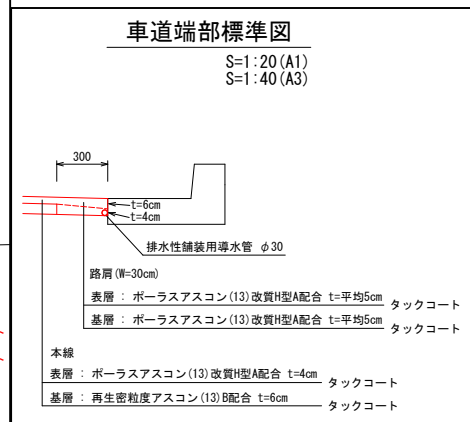 車道端部標準図
S=1:20(A1)
S=1:40(A3)
300
t=6cm
t=4cm
排水性舗装用導水管 φ30
路肩(W=30cm)
表層 : ポーラスアスコン(13)改質H型A配合 t=平均5cm タックコート
基層 : ポーラスアスコン(13)改質H型A配合 t=平均5cm タックコート
本線
表層 : ポーラスアスコン(13)改質H型A配合 t=4cm タックコート
基層 : 再生密粒度アスコン(13)B配合 t=6cm タックコート